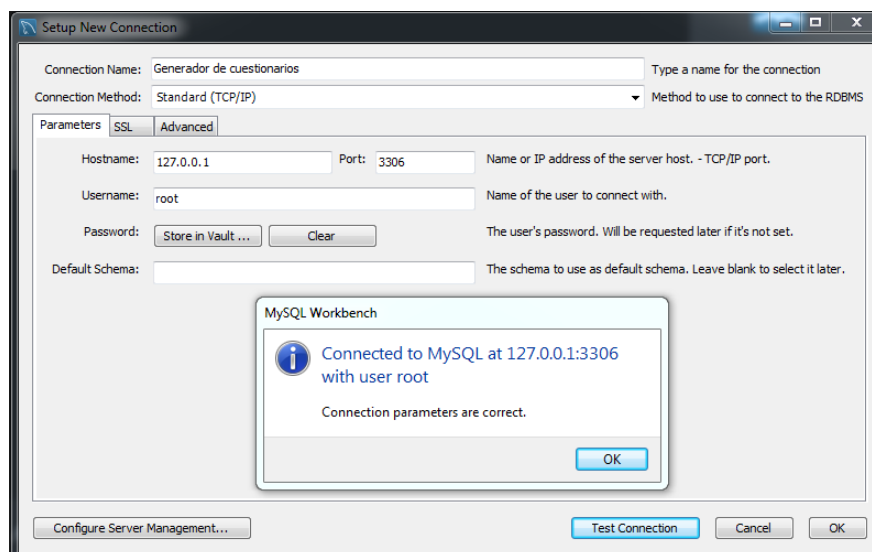 Setup New Connection
Connection Name: Generador de cuestionarios Type a name for the connection
Connection Method: Standard (TCP/IP) Method to use to connect to the RDBMS
Parameters SSL Advanced
Hostname: 127.0.0.1 Port: 3306 Name or IP address of the server host. - TCP/IP port.
Username: root Name of the user to connect with.
Password: Store in Vault ... Clear The user's password. Will be requested later if it's not set.
Default Schema: The schema to use as default schema. Leave blank to select it later.
MySQL Workbench
Connected to MySQL at 127.0.0.1:3306
with user root
Connection parameters are correct.
OK
Configure Server Management... Test Connection Cancel OK